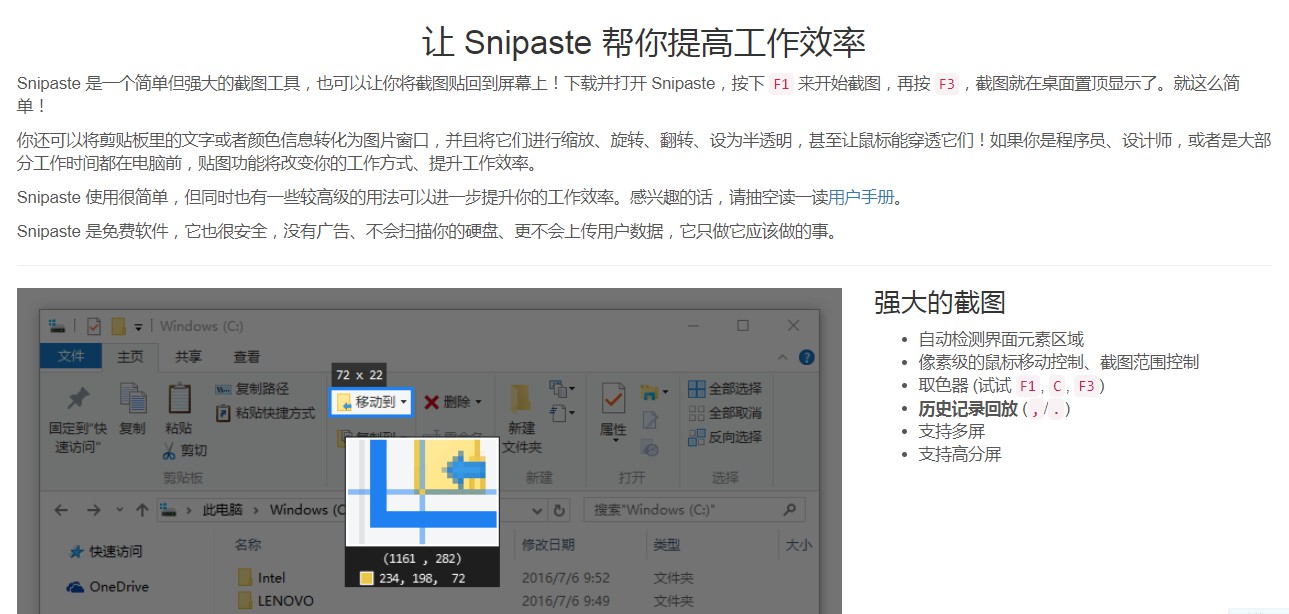 让 Snipaste 帮你提高工作效率
Snipaste 是一个简单但强大的截图工具，也可以让你将截图贴回到屏幕上！下载并打开 Snipaste，按下 F1 来开始截图，再按 F3，截图就在桌面置顶显示了。就这么简
单！
你还可以将剪贴板里的文字或者颜色信息转化为图片窗口，并且将它们进行缩放、旋转、翻转、设为半透明，甚至让鼠标能穿透它们！如果你是程序员、设计师，或者是大部
分工作时间都在电脑前，贴图功能将改变你的工作方式、提升工作效率。
Snipaste 使用很简单，但同时也有一些较高级的用法可以进一步提升你的工作效率。感兴趣的话，请抽空读一读用户手册。
Snipaste 是免费软件，它也很安全，没有广告、不会扫描你的硬盘、更不会上传用户数据，它只做它应该做的事。
Windows (C:)
文件 主页 共享 查看
72 x 22
固定到"快
速访问"
复制
粘贴
复制路径
粘贴快捷方式
剪切
剪贴板
移动到
复制到
删除
新建
文件夹
新建
属性
打开
全部选择
全部取消
反向选择
选择
此电脑 › Windows (C
搜索"Windows (C:)"
(1161 , 282)
234, 198, 72
快速访问
OneDrive
名称 修改日期 类型 大小
Intel 2016/7/6 9:52 文件夹
LENOVO 2016/7/6 9:49 文件夹
强大的截图
自动检测界面元素区域
像素级的鼠标移动控制、截图范围控制
取色器 (试试 F1, C, F3)
历史记录回放 (,/.)
支持多屏
支持高分屏